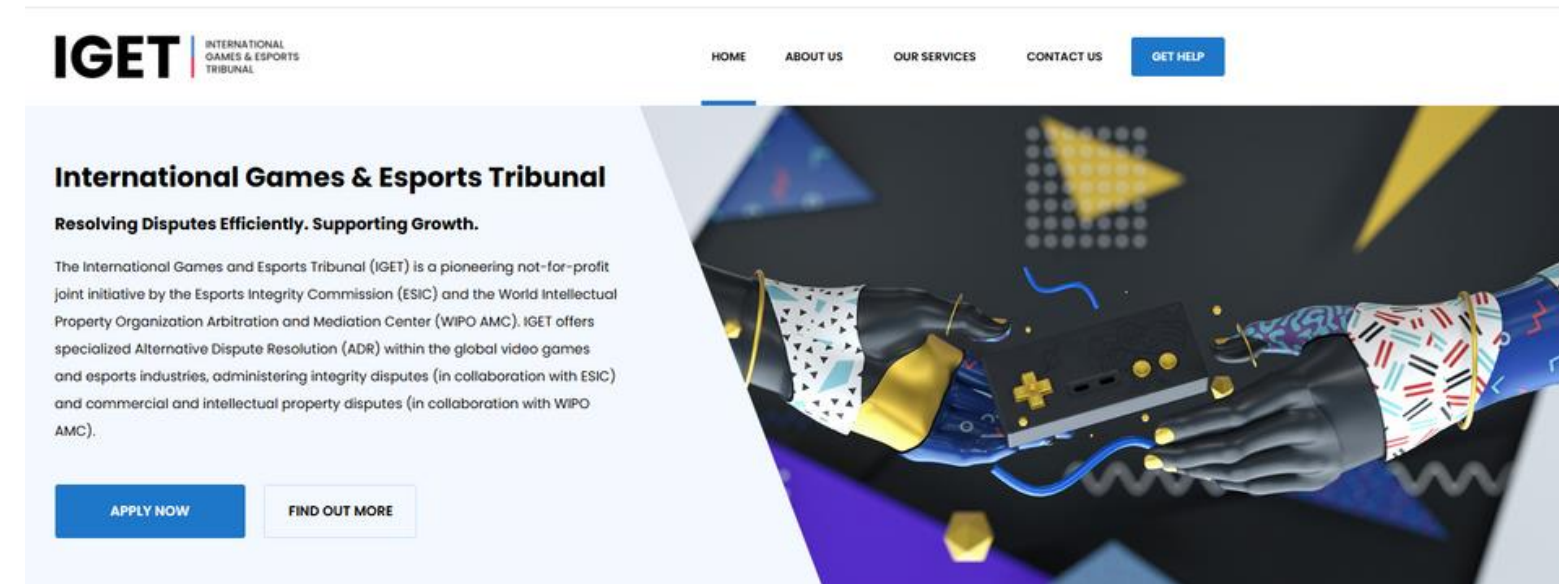 IGET
INTERNATIONAL
GAMES & ESPORTS
TRIBUNAL
HOME
ABOUT US
OUR SERVICES
CONTACT US
GET HELP
International Games & Esports Tribunal
Resolving Disputes Efficiently. Supporting Growth.
The International Games and Esports Tribunal (IGET) is a pioneering not-for-profit
joint initiative by the Esports Integrity Commission (ESIC) and the World Intellectual
Property Organization Arbitration and Mediation Center (WIPO AMC). IGET offers
specialized Alternative Dispute Resolution (ADR) within the global video games
and esports industries, administering integrity disputes (in collaboration with ESIC)
and commercial and intellectual property disputes (in collaboration with WIPO
AMC).
APPLY NOW
FIND OUT MORE